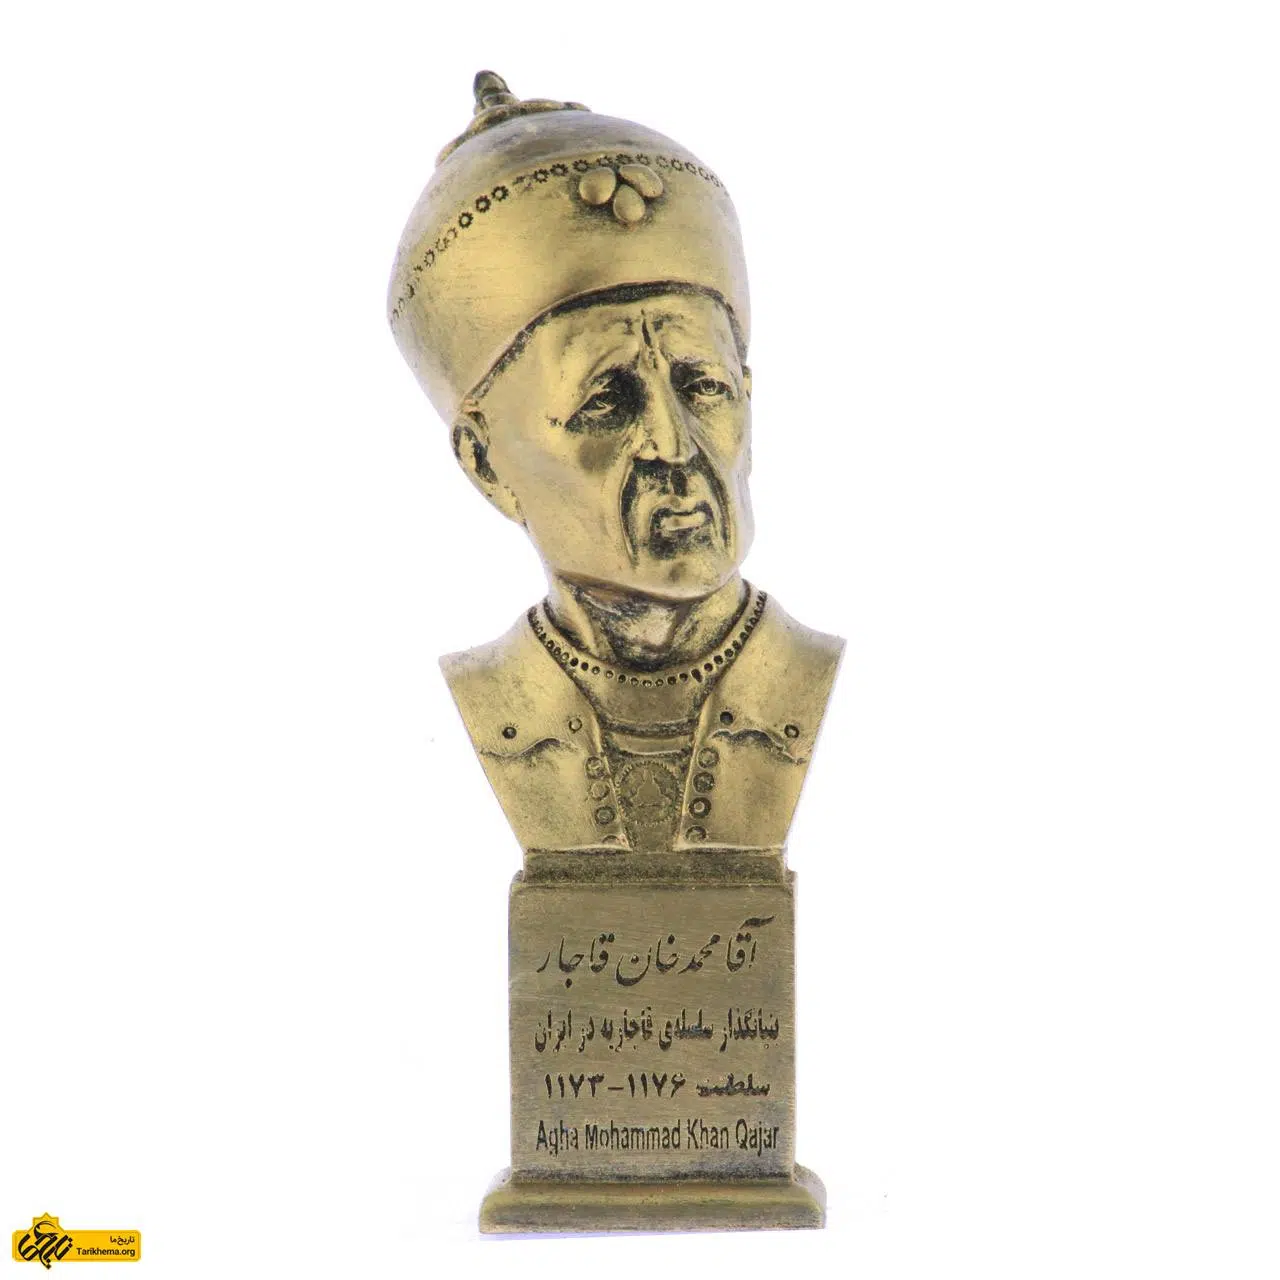 آقا محمد خان قاجار
بنیانگذار سلسله‌ی قاجاریه در ایران
سلطنت ۱۱۷۶-۱۱۷۳
Agha Mohammad Khan Qajar
تاریخ ما
Tarikhema.org